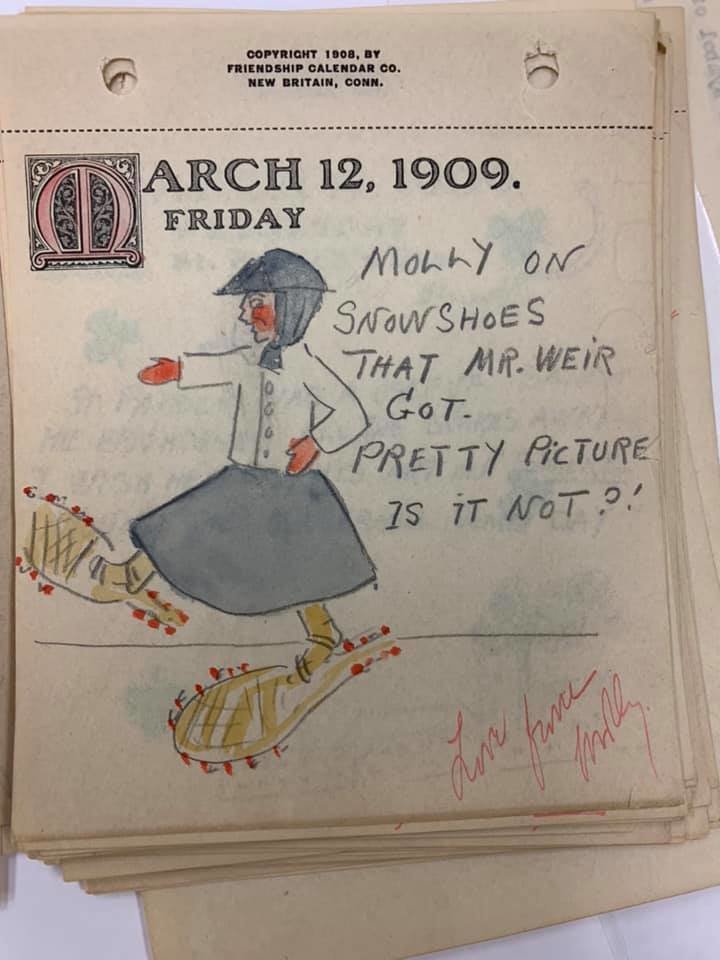 COPYRIGHT 1908, BY
FRIENDSHIP CALENDAR CO.
NEW BRITAIN, CONN.
MARCH 12, 1909.
FRIDAY
MOLLY ON
SNOWSHOES
THAT MR. WEIR
GOT.
PRETTY PICTURE
IS IT NOT?!
Love from
Molly.